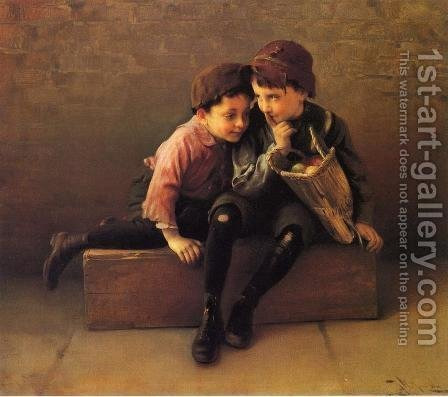 1st-art-gallery.com
This watermark does not appear on the painting